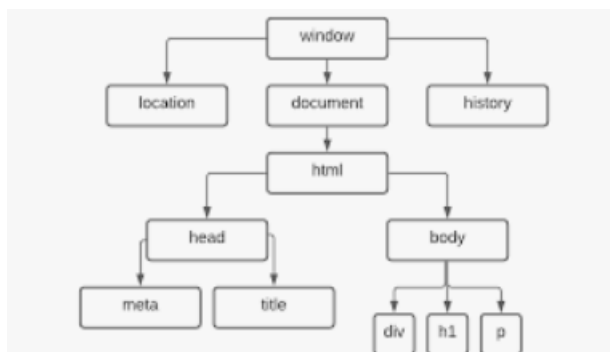 window
location document history
html
head body
meta title
div h1 p